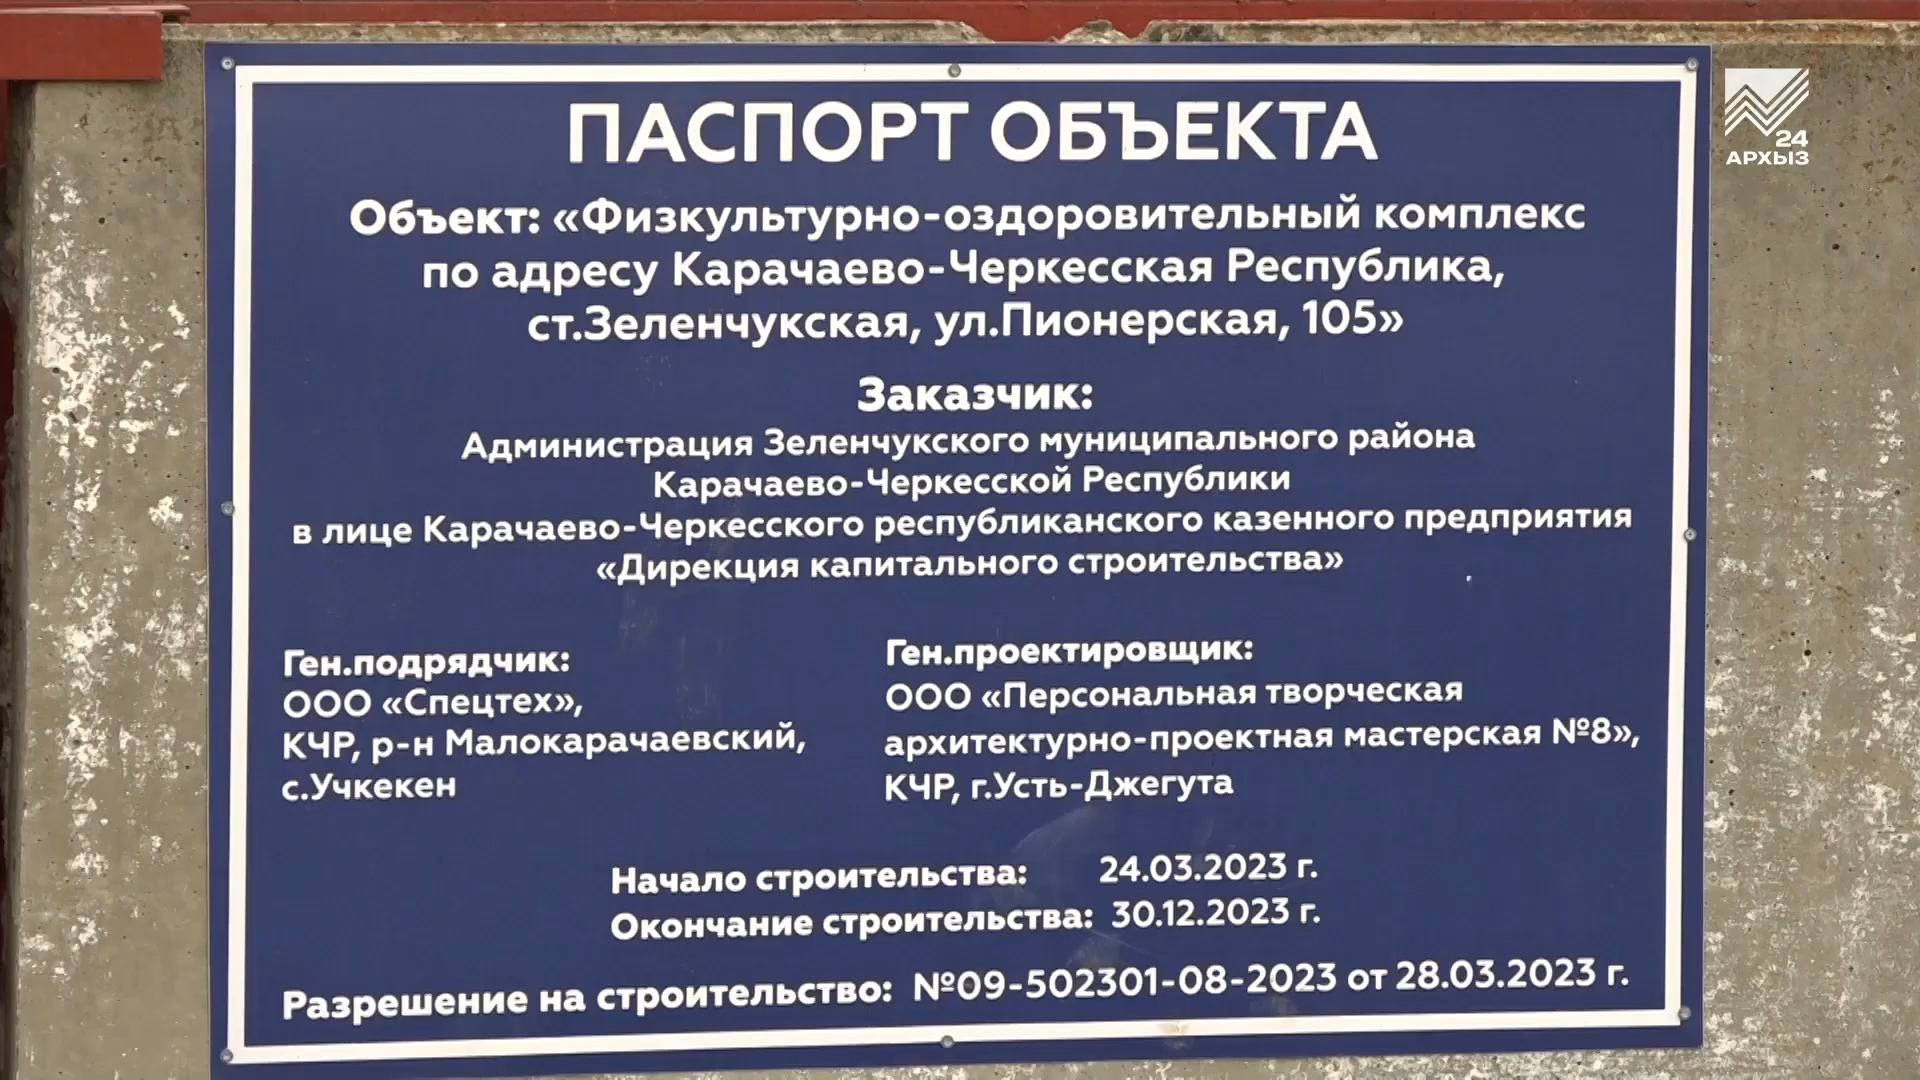 ПАСПОРТ ОБЪЕКТА
Объект: «Физкультурно-оздоровительный комплекс
по адресу Карачаево-Черкесская Республика,
ст.Зеленчукская, ул.Пионерская, 105»
Заказчик:
Администрация Зеленчукского муниципального района
Карачаево-Черкесской Республики
в лице Карачаево-Черкесского республиканского казенного предприятия
«Дирекция капитального строительства»
Ген.подрядчик:
ООО «Спецтех»,
КЧР, р-н Малокарачаевский,
с.Учкекен
Ген.проектировщик:
ООО «Персональная творческая
архитектурно-проектная мастерская №8»,
КЧР, г.Усть-Джегута
Начало строительства: 24.03.2023 г.
Окончание строительства: 30.12.2023 г.
Разрешение на строительство: №09-502301-08-2023 от 28.03.2023 г.
24
АРХЫЗ